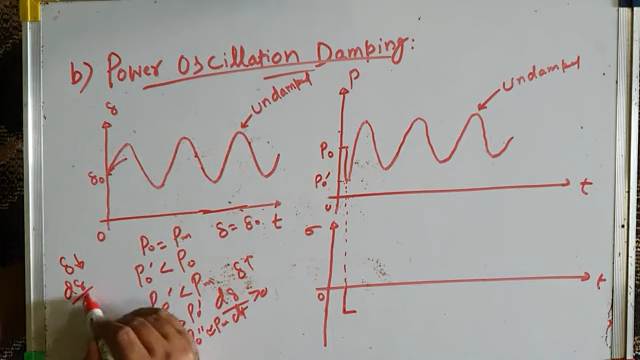 b) Power Oscillation Damping:
δ
undamped
δ₀
0
t
δ = δ₀
P₀ = Pm
P₀' < P₀
P₀' < Pm
δ↑
dδ/dt > 0
δ↓
P
undamped
P₀
P₀'
0
t
σ
0
t